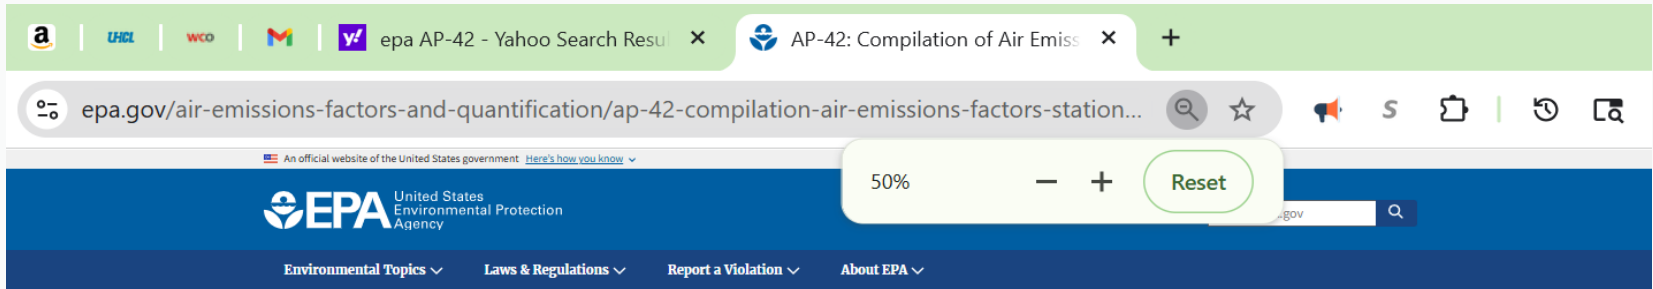 a UHCL WCO M y! epa AP-42 - Yahoo Search Resul AP-42: Compilation of Air Emiss
epa.gov/air-emissions-factors-and-quantification/ap-42-compilation-air-emissions-factors-station... S
An official website of the United States government Here's how you know
50% Reset
EPA United States
Environmental Protection
Agency
.gov
Environmental Topics Laws & Regulations Report a Violation About EPA